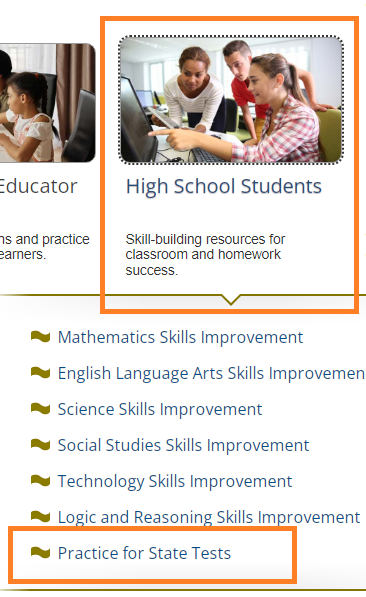 Educator
ns and practice
earners.
High School Students
Skill-building resources for
classroom and homework
success.
Mathematics Skills Improvement
English Language Arts Skills Improvemen
Science Skills Improvement
Social Studies Skills Improvement
Technology Skills Improvement
Logic and Reasoning Skills Improvement
Practice for State Tests